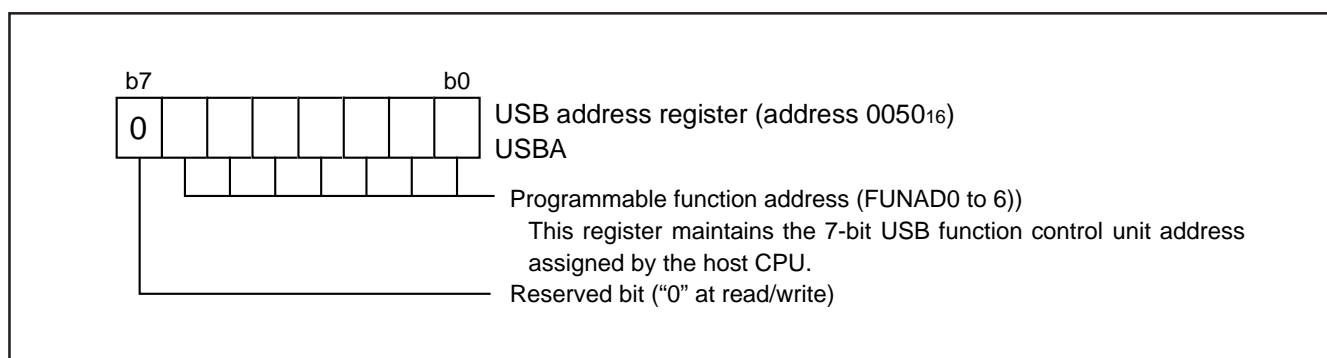 b7 b0
0
USB address register (address 0050₁₆)
USBA
Programmable function address (FUNAD0 to 6))
This register maintains the 7-bit USB function control unit address
assigned by the host CPU.
Reserved bit (“0” at read/write)